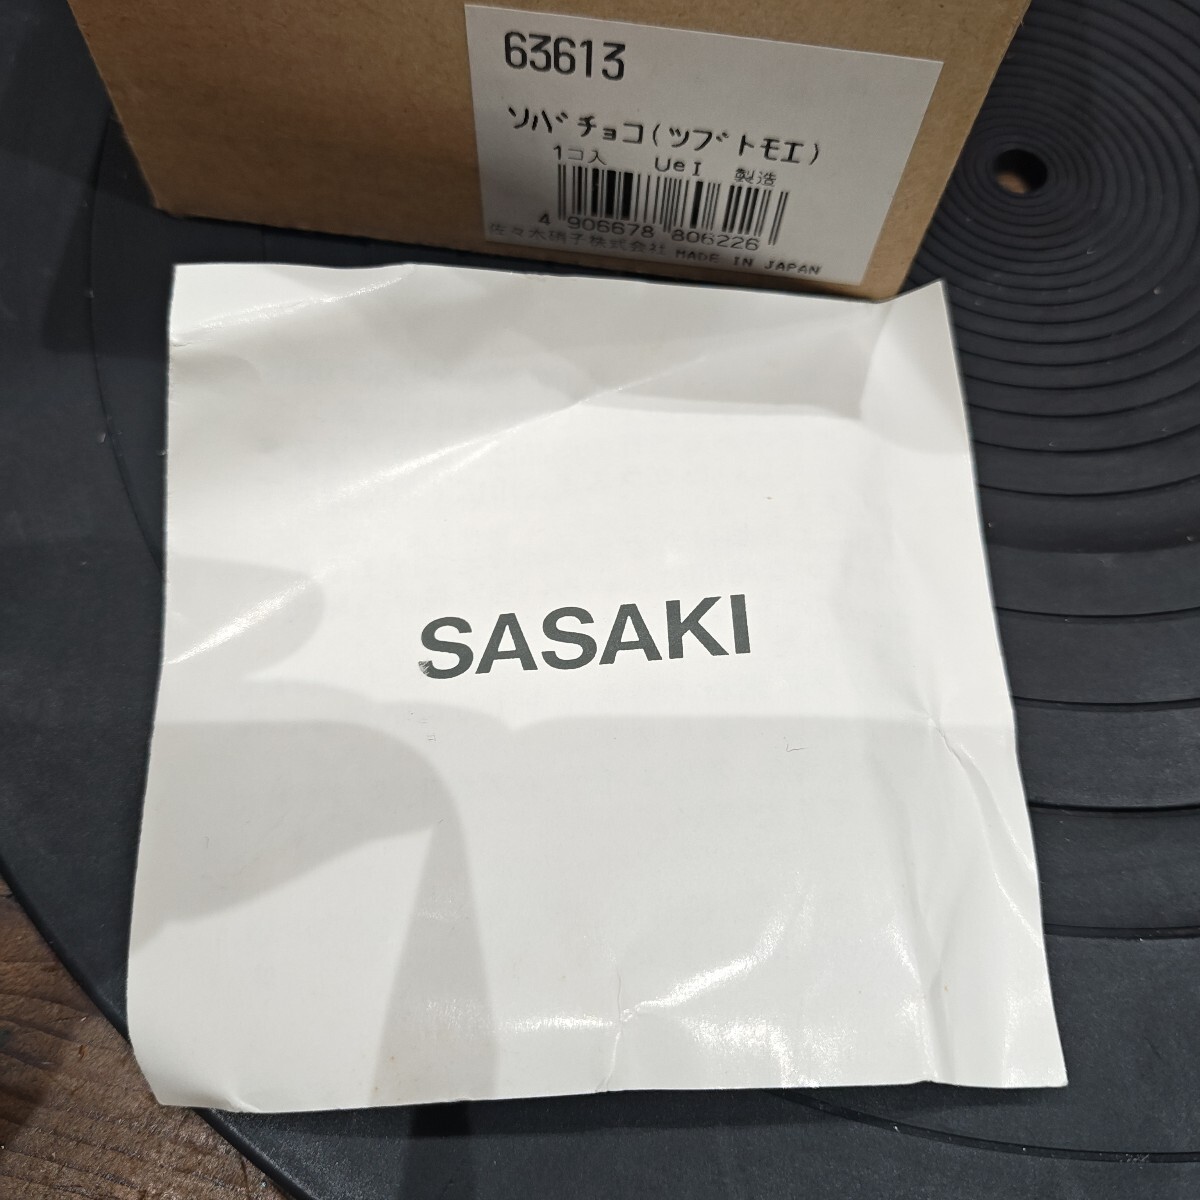 63613
ソバチョコ(ツブトモエ)
1コ入 UeI 製造
4 906678 806226
佐々木硝子株式会社 MADE IN JAPAN
SASAKI